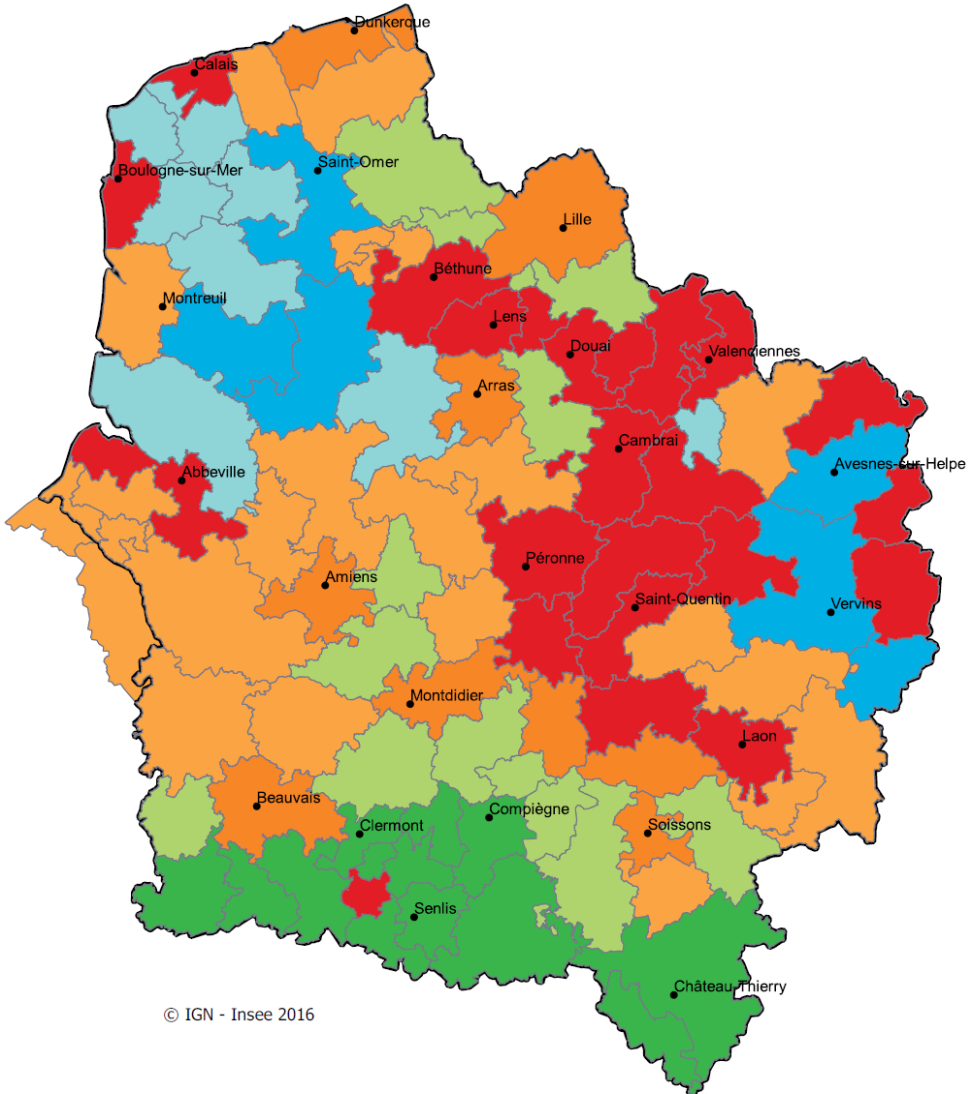 Dunkerque
Calais
Saint-Omer
Boulogne-sur-Mer
Lille
Béthune
Montreuil
Lens
Douai
Valenciennes
Arras
Cambrai
Avesnes-sur-Helpe
Abbeville
Péronne
Amiens
Saint-Quentin
Vervins
Montdidier
Laon
Beauvais
Compiègne
Clermont
Soissons
Senlis
Château-Thierry
© IGN - Insee 2016